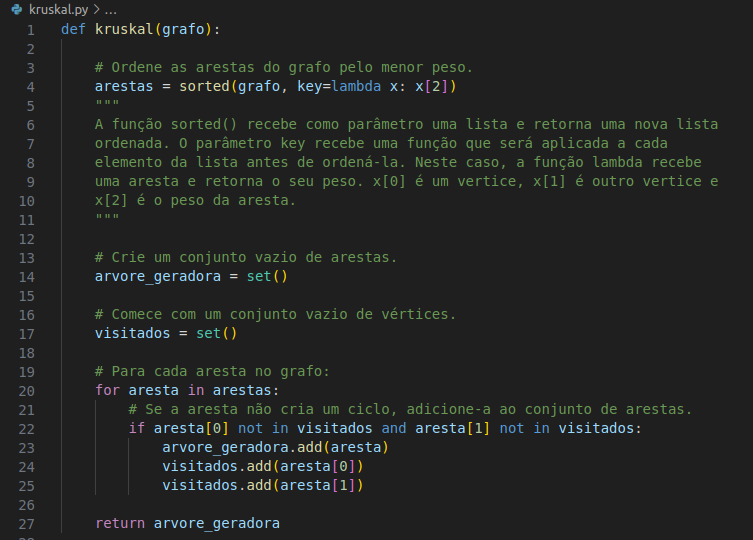 kruskal.py > ...
1 def kruskal(grafo):
2
3 # Ordene as arestas do grafo pelo menor peso.
4 arestas = sorted(grafo, key=lambda x: x[2])
5 """
6 A função sorted() recebe como parâmetro uma lista e retorna uma nova lista
7 ordenada. O parâmetro key recebe uma função que será aplicada a cada
8 elemento da lista antes de ordená-la. Neste caso, a função lambda recebe
9 uma aresta e retorna o seu peso. x[0] é um vertice, x[1] é outro vertice e
10 x[2] é o peso da aresta.
11 """
12
13 # Crie um conjunto vazio de arestas.
14 arvore_geradora = set()
15
16 # Comece com um conjunto vazio de vértices.
17 visitados = set()
18
19 # Para cada aresta no grafo:
20 for aresta in arestas:
21 # Se a aresta não cria um ciclo, adicione-a ao conjunto de arestas.
22 if aresta[0] not in visitados and aresta[1] not in visitados:
23 arvore_geradora.add(aresta)
24 visitados.add(aresta[0])
25 visitados.add(aresta[1])
26
27 return arvore_geradora
28